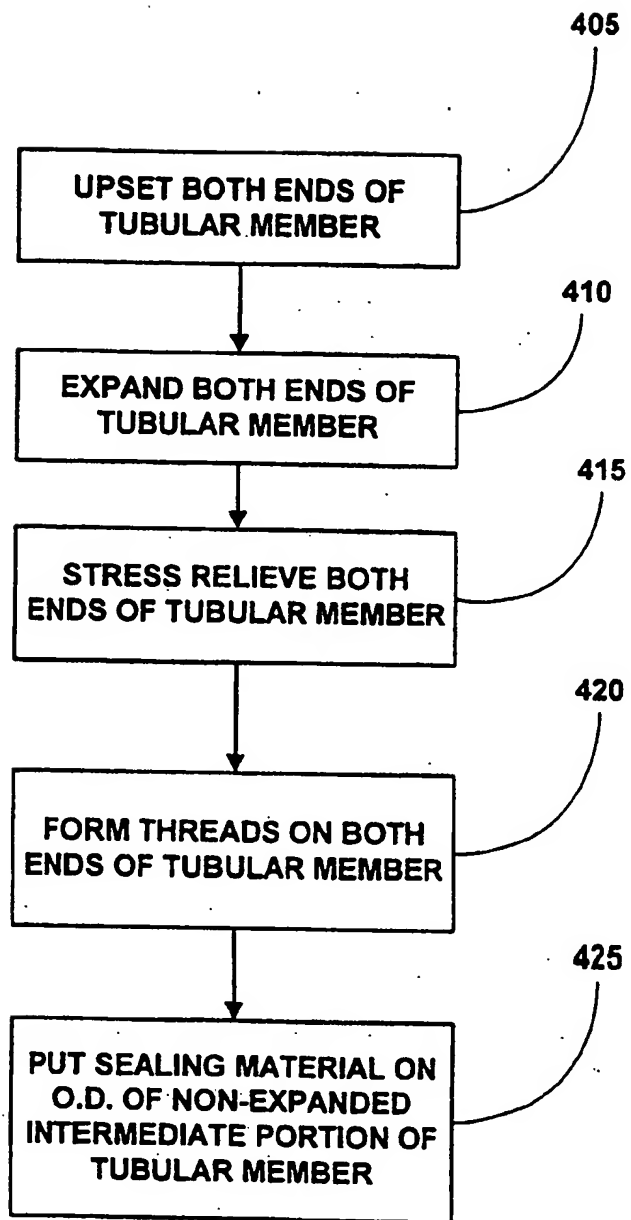 405
UPSET BOTH ENDS OF
TUBULAR MEMBER
410
EXPAND BOTH ENDS OF
TUBULAR MEMBER
415
STRESS RELIEVE BOTH
ENDS OF TUBULAR MEMBER
420
FORM THREADS ON BOTH
ENDS OF TUBULAR MEMBER
425
PUT SEALING MATERIAL ON
O.D. OF NON-EXPANDED
INTERMEDIATE PORTION OF
TUBULAR MEMBER